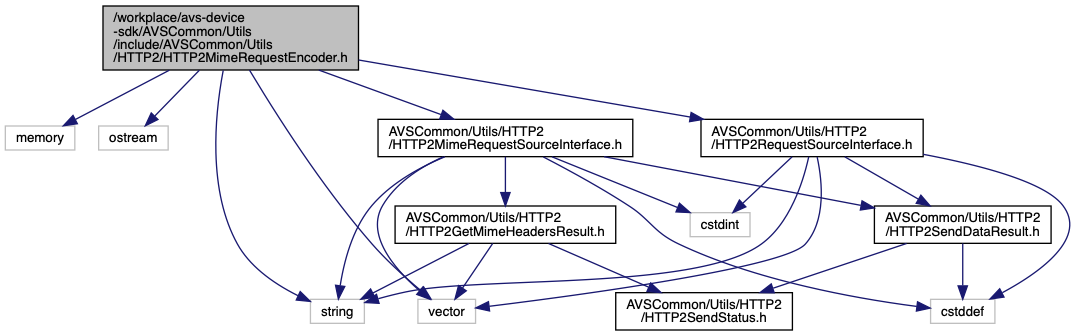 /workplace/avs-device
-sdk/AVSCommon/Utils
/include/AVSCommon/Utils
/HTTP2/HTTP2MimeRequestEncoder.h
memory
ostream
AVSCommon/Utils/HTTP2
/HTTP2MimeRequestSourceInterface.h
AVSCommon/Utils/HTTP2
/HTTP2RequestSourceInterface.h
AVSCommon/Utils/HTTP2
/HTTP2GetMimeHeadersResult.h
cstdint
AVSCommon/Utils/HTTP2
/HTTP2SendDataResult.h
string
vector
AVSCommon/Utils/HTTP2
/HTTP2SendStatus.h
cstddef